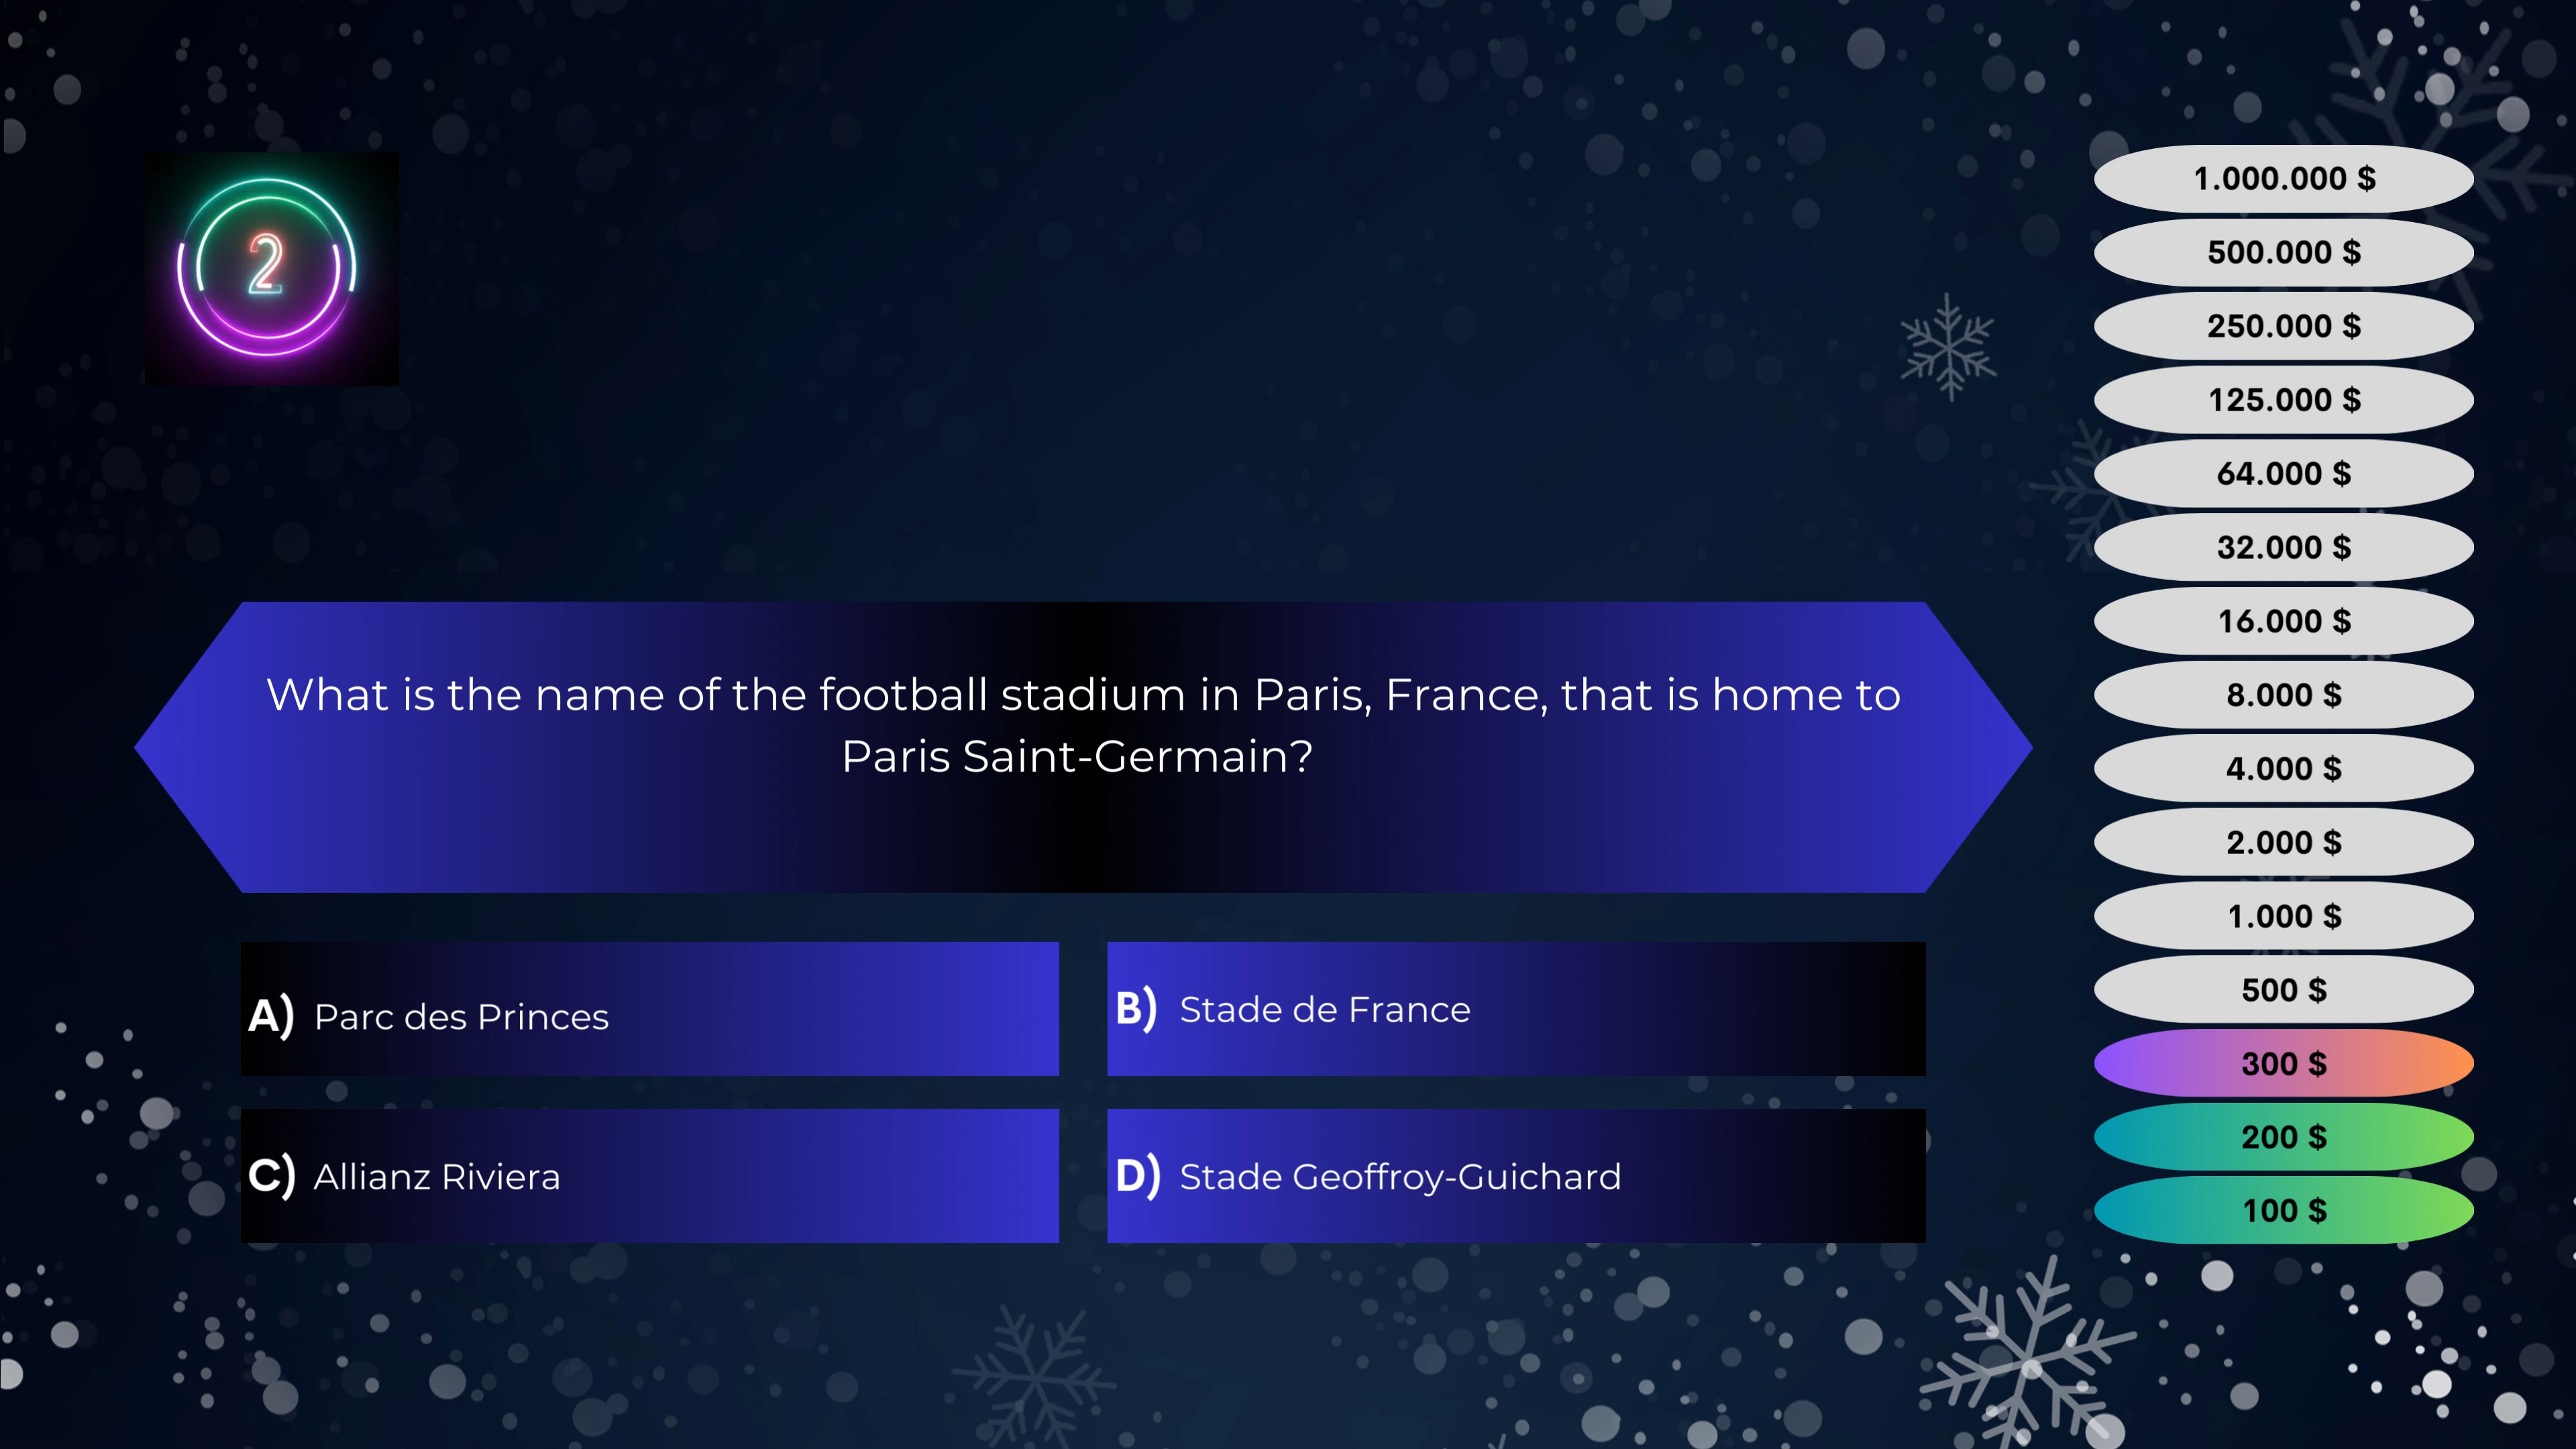 2
What is the name of the football stadium in Paris, France, that is home to
Paris Saint-Germain?
A) Parc des Princes
B) Stade de France
C) Allianz Riviera
D) Stade Geoffroy-Guichard
1.000.000 $
500.000 $
250.000 $
125.000 $
64.000 $
32.000 $
16.000 $
8.000 $
4.000 $
2.000 $
1.000 $
500 $
300 $
200 $
100 $